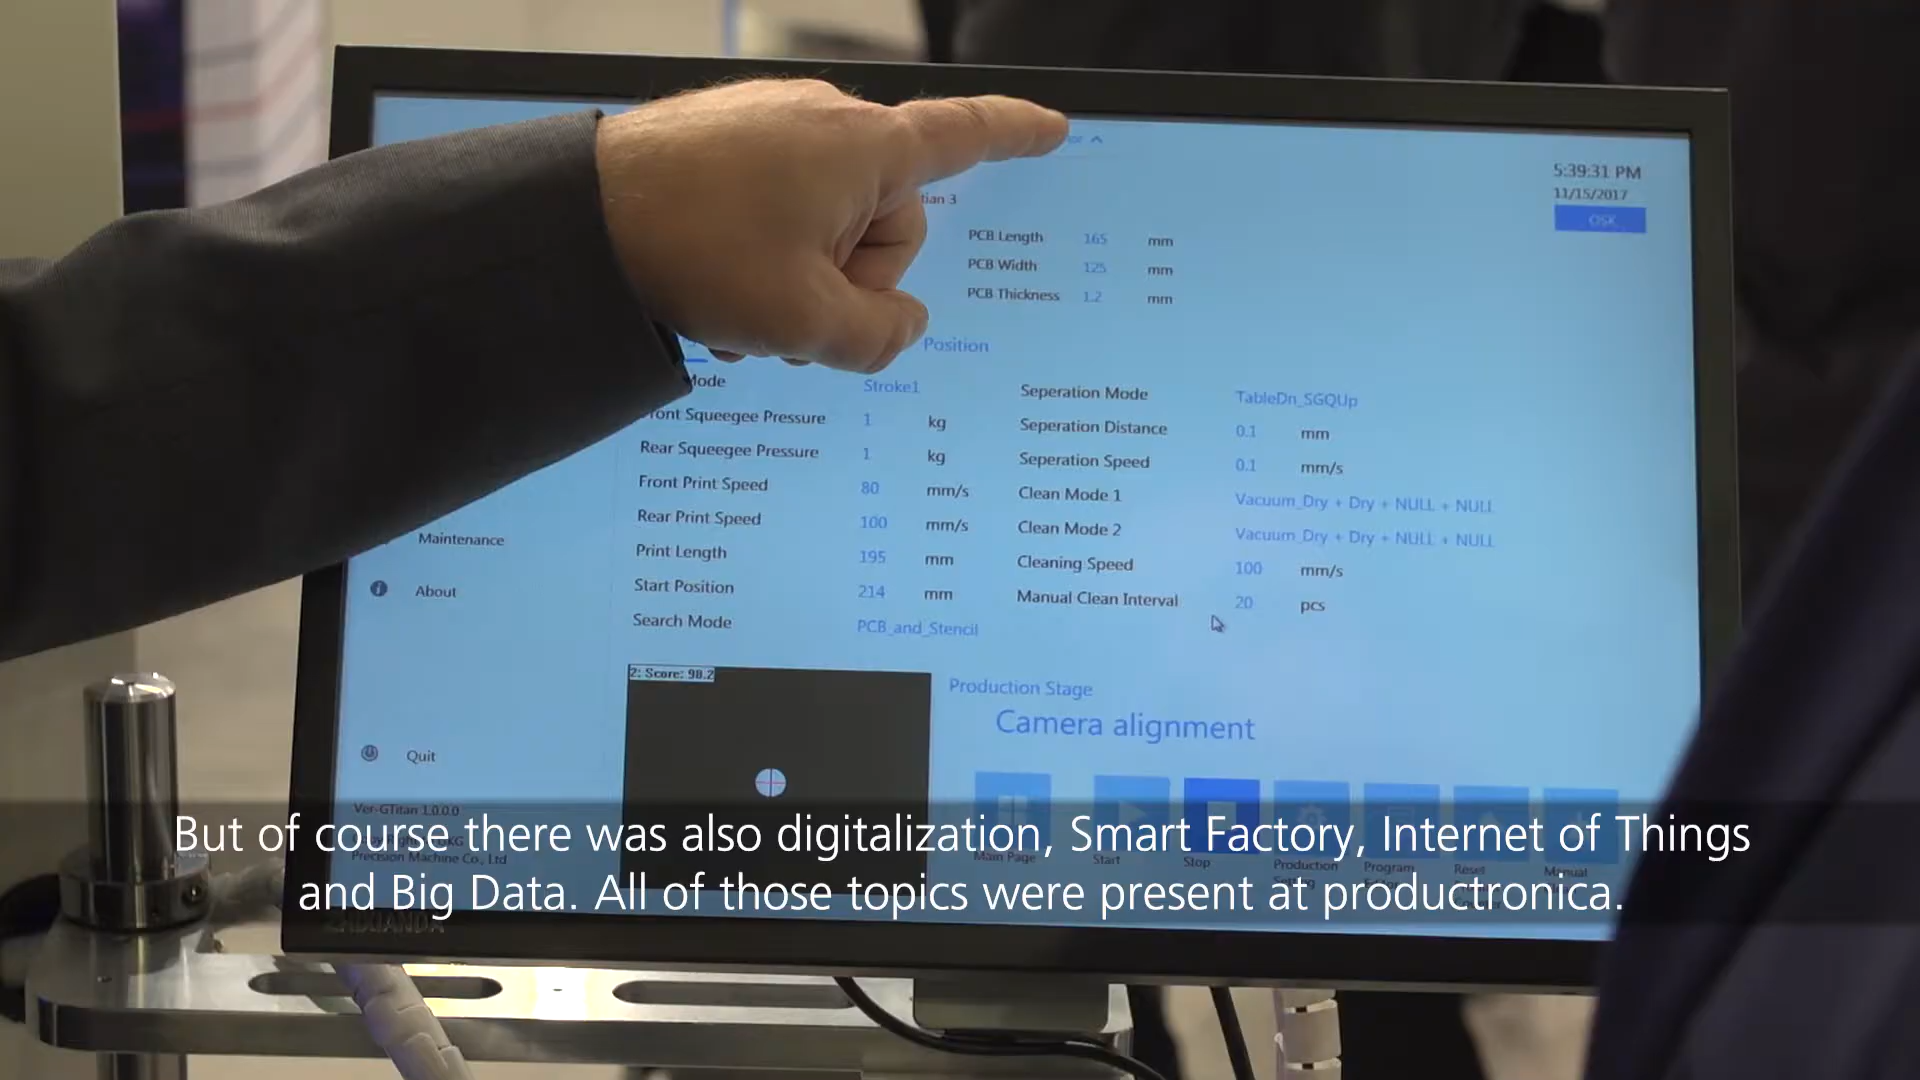 5:39:31 PM
11/15/2017
OSK
tian 3
PCB Length 165 mm
PCB Width 125 mm
PCB Thickness 1.2 mm
Position
Mode Stroke1
Front Squeegee Pressure 1 kg
Rear Squeegee Pressure 1 kg
Front Print Speed 80 mm/s
Rear Print Speed 100 mm/s
Print Length 195 mm
Start Position 214 mm
Search Mode PCB_and_Stencil
Seperation Mode TableDn_SGQUp
Seperation Distance 0.1 mm
Seperation Speed 0.1 mm/s
Clean Mode 1 Vacuum_Dry + Dry + NULL + NULL
Clean Mode 2 Vacuum_Dry + Dry + NULL + NULL
Cleaning Speed 100 mm/s
Manual Clean Interval 20 pcs
Maintenance
About
Quit
Ver-GTitan 1.0.0.0
Precision Machine Co., Ltd
2: Score: 98.2
Production Stage
Camera alignment
Main Page
Start
Stop
Production
Program
Reset
Manual
But of course there was also digitalization, Smart Factory, Internet of Things
and Big Data. All of those topics were present at productronica.